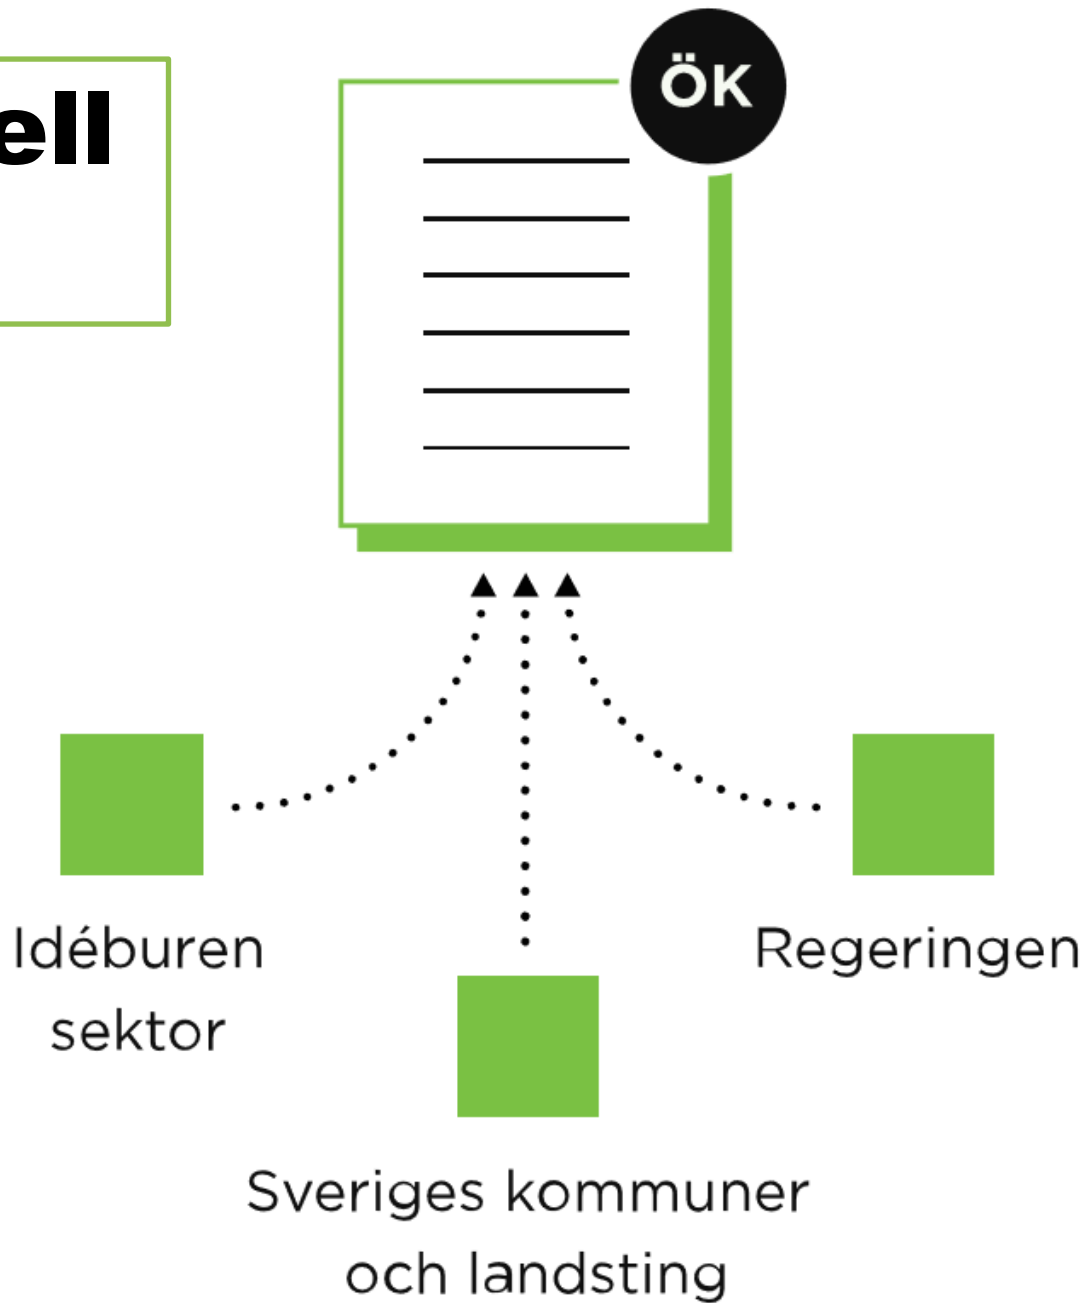 ell
ÖK
Idéburen
sektor
Regeringen
Sveriges kommuner
och landsting